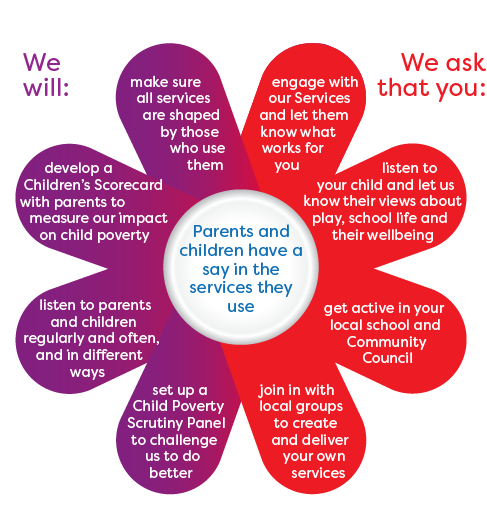 We
will:
make sure
all services
are shaped
by those
who use
them
develop a
Children's Scorecard
with parents to
measure our impact
on child poverty
listen to parents
and children
regularly and often,
and in different
ways
set up a
Child Poverty
Scrutiny Panel
to challenge
us to do
better
Parents and
children have a
say in the
services they
use
We ask
that you:
engage with
our Services
and let them
know what
works for
you
listen to
your child and let us
know their views about
play, school life and
their wellbeing
get active in your
local school and
Community
Council
join in with
local groups
to create
and deliver
your own
services